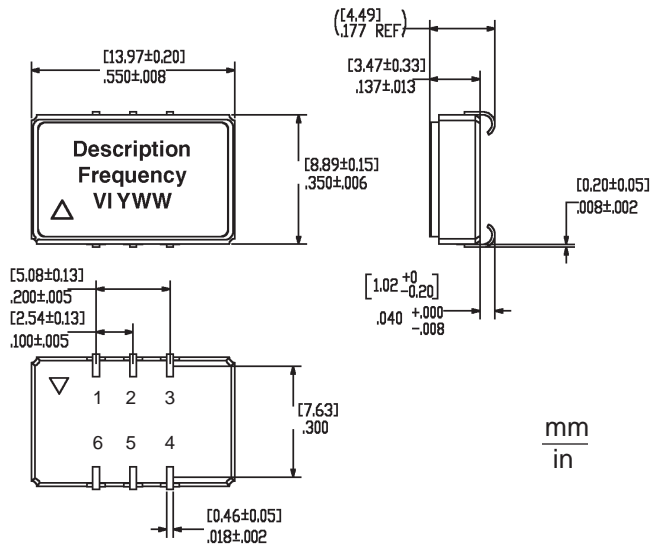 ([4.49]
.177 REF)
[13.97±0.20]
.550±.008
[3.47±0.33]
.137±.013
Description
Frequency
VI YWW
[8.89±0.15]
.350±.006
[0.20±0.05]
.008±.002
[5.08±0.13]
.200±.005
[2.54±0.13]
.100±.005
[1.02 +0 -0.20]
.040 +.000 -.008
1 2 3
6 5 4
[7.63]
.300
mm
in
[0.46±0.05]
.018±.002